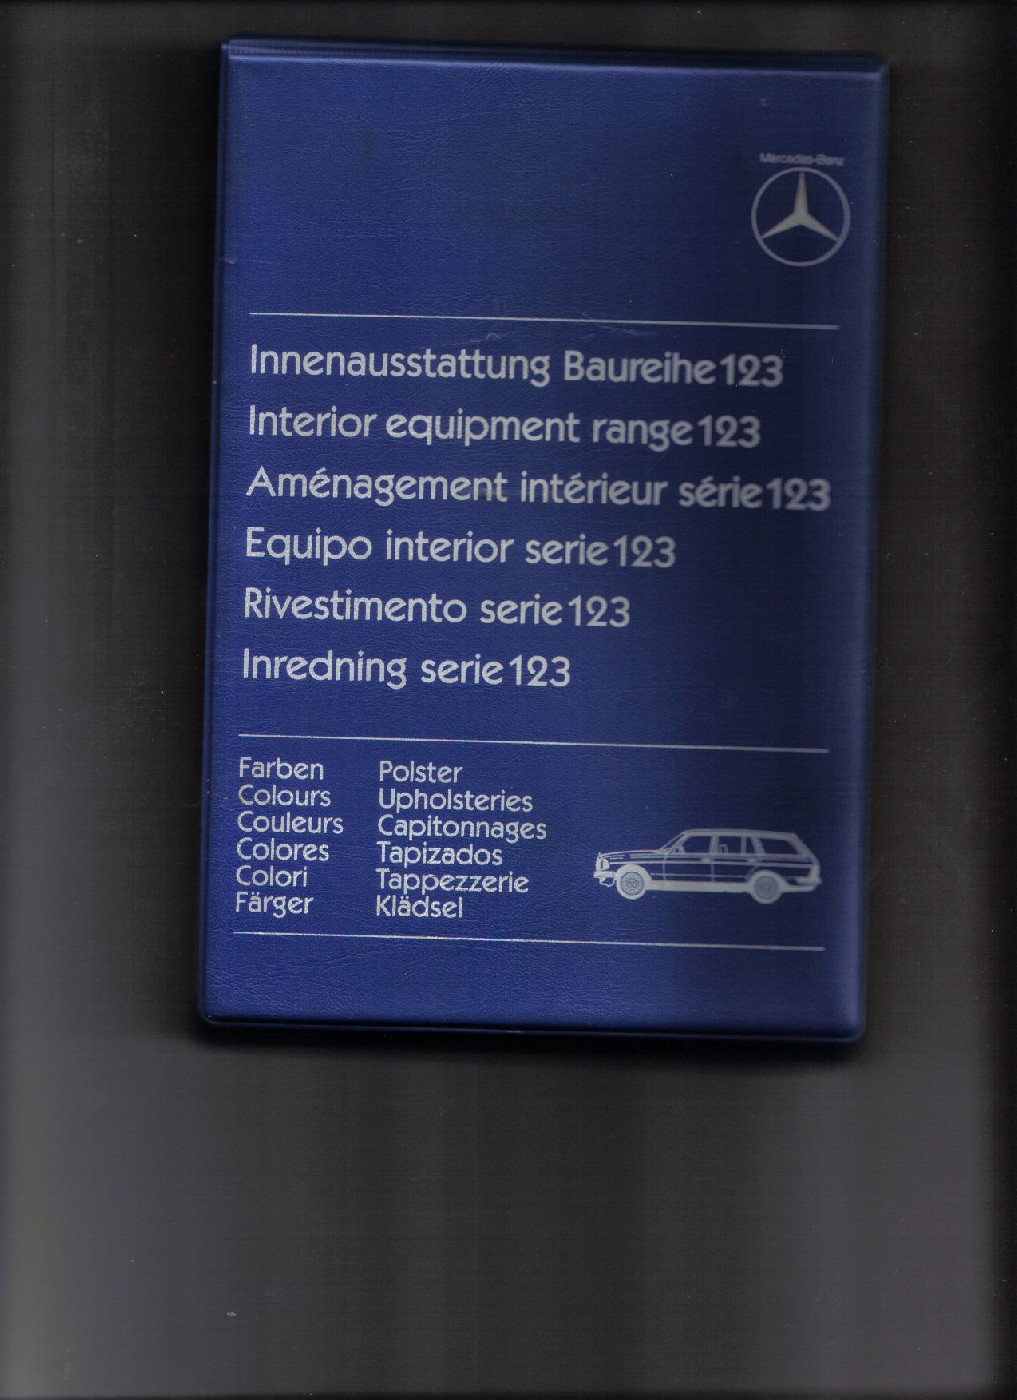 Mercedes-Benz
Innenausstattung Baureihe 123
Interior equipment range 123
Aménagement intérieur série 123
Equipo interior serie 123
Rivestimento serie 123
Inredning serie 123
Farben Polster
Colours Upholsteries
Couleurs Capitonnages
Colores Tapizados
Colori Tappezzerie
Färger Klädsel